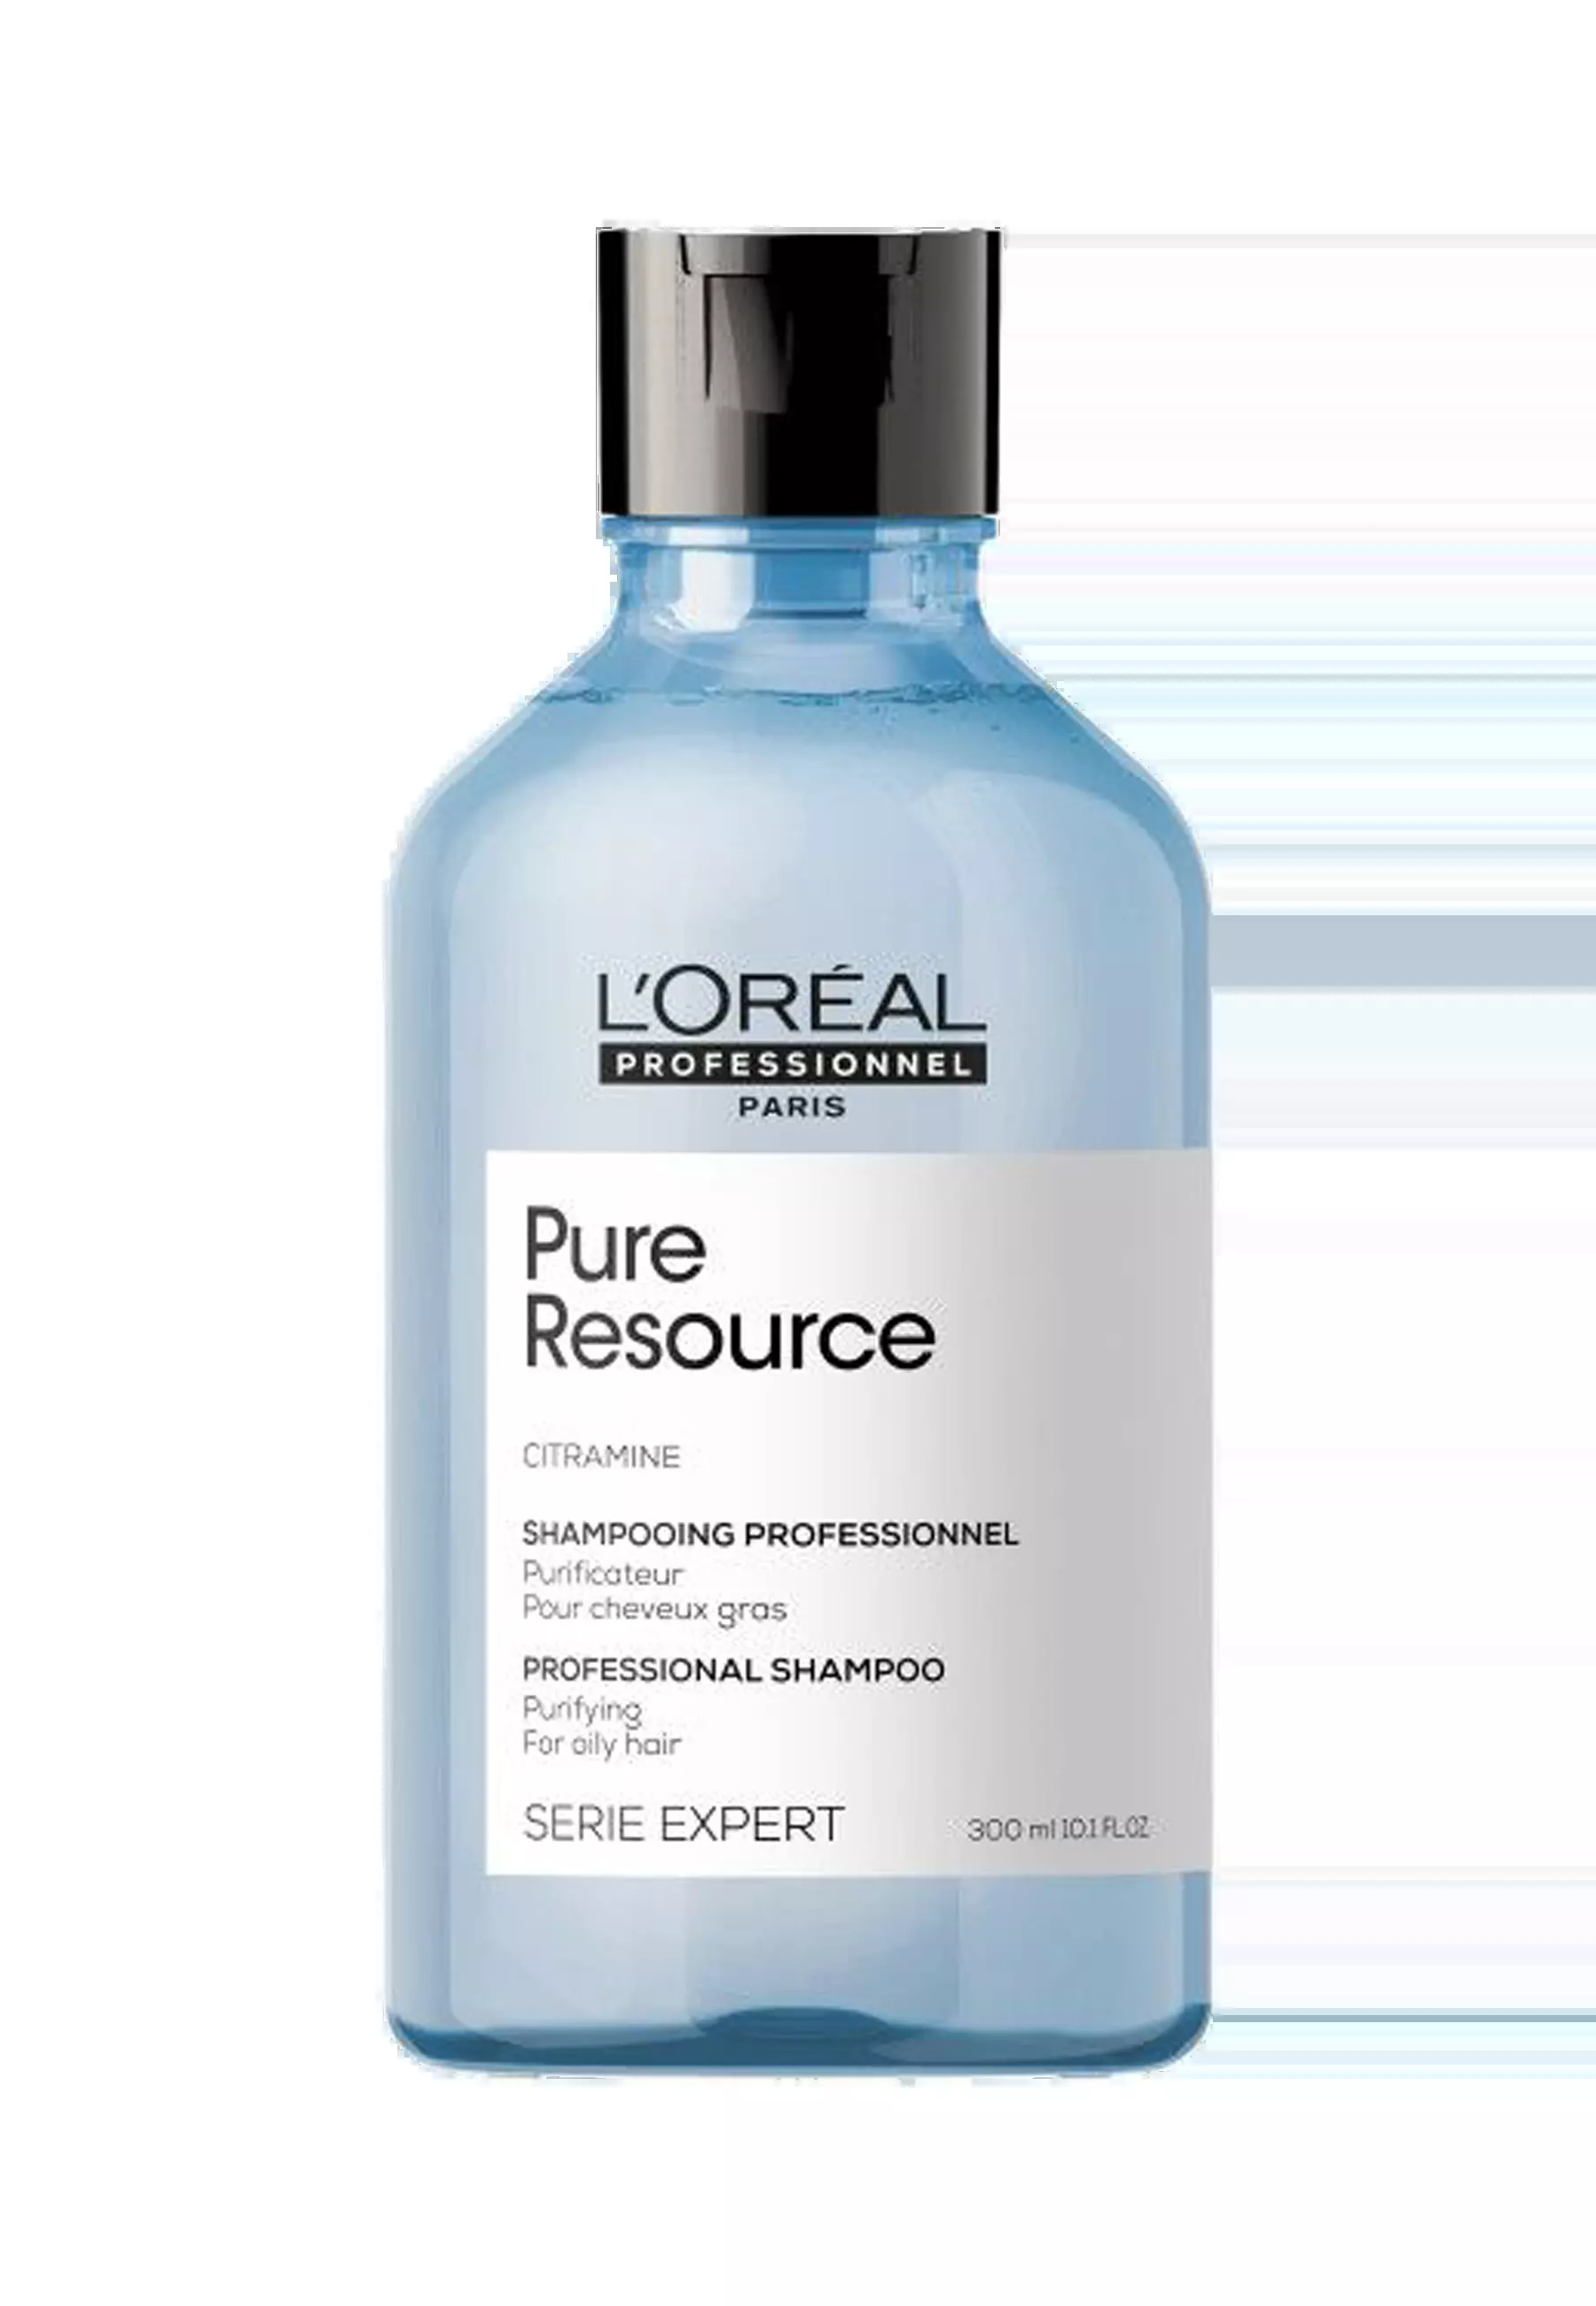 L'ORÉAL
PROFESSIONNEL
PARIS
Pure
Resource
CITRAMINE
SHAMPOOING PROFESSIONNEL
Purificateur
Pour cheveux gras
PROFESSIONAL SHAMPOO
Purifying
For oily hair
SERIE EXPERT
300 ml 10.1 FL.OZ